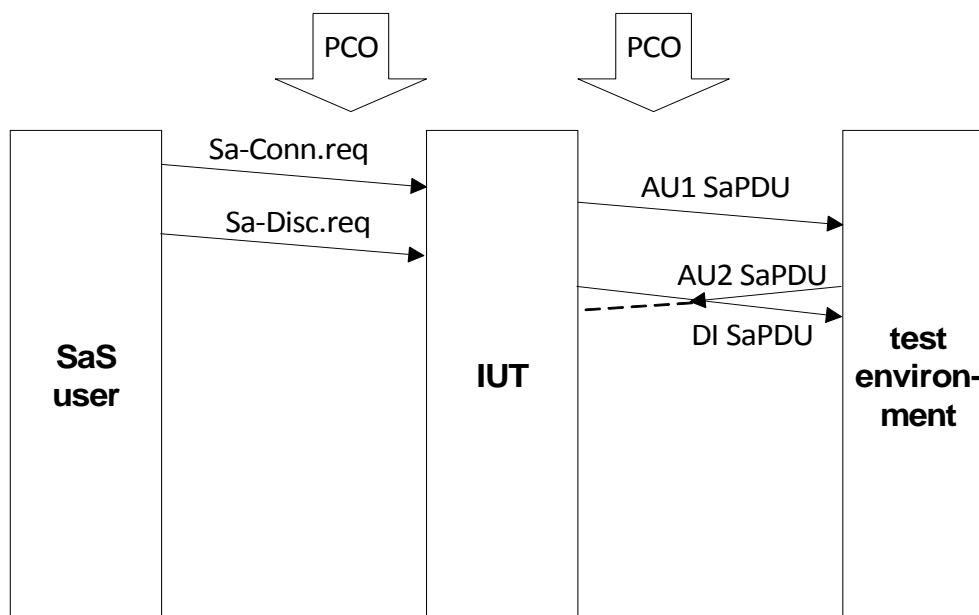 PCO
PCO
Sa-Conn.req
AU1 SaPDU
Sa-Disc.req
AU2 SaPDU
DI SaPDU
SaS
user
IUT
test
environ-
ment